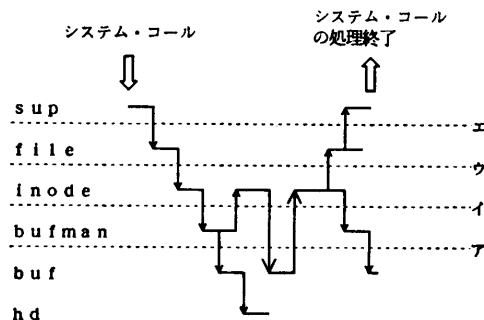 システム・コール
システム・コール
の処理終了
sup
エ
file
ウ
inode
イ
bufman
ア
buf
hd